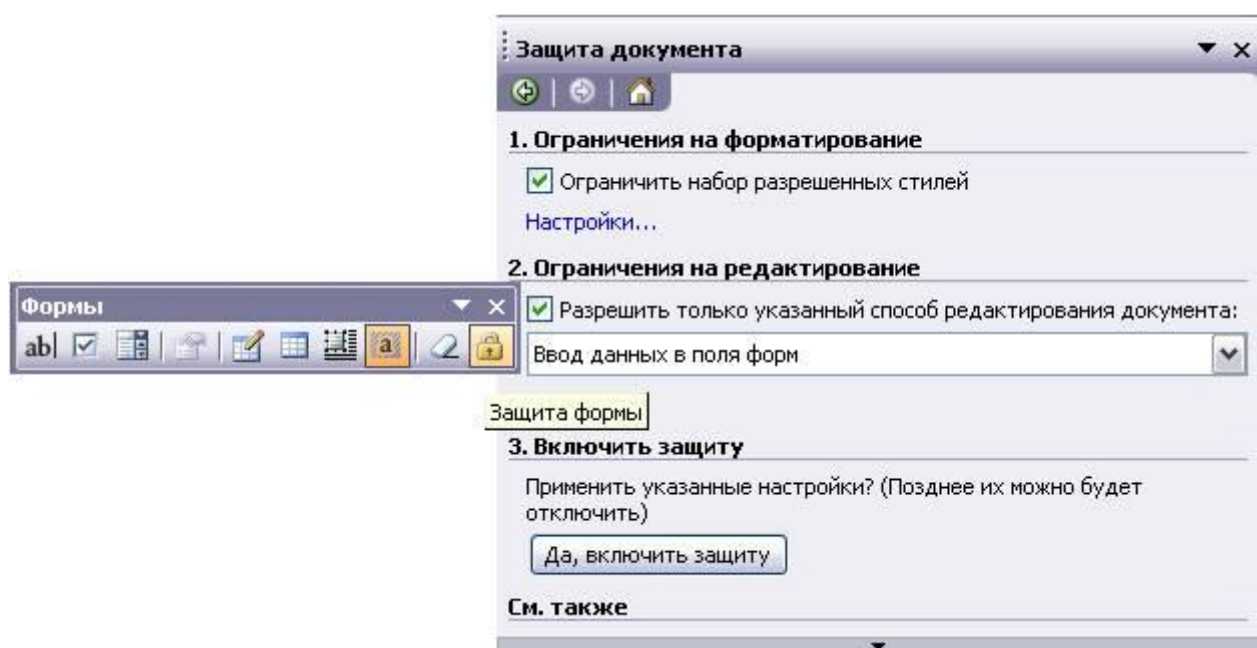 Защита документа
1. Ограничения на форматирование
Ограничить набор разрешенных стилей
Настройки...
2. Ограничения на редактирование
Формы
Разрешить только указанный способ редактирования документа:
ab
a
Ввод данных в поля форм
Защита формы
3. Включить защиту
Применить указанные настройки? (Позднее их можно будет
отключить)
Да, включить защиту
См. также